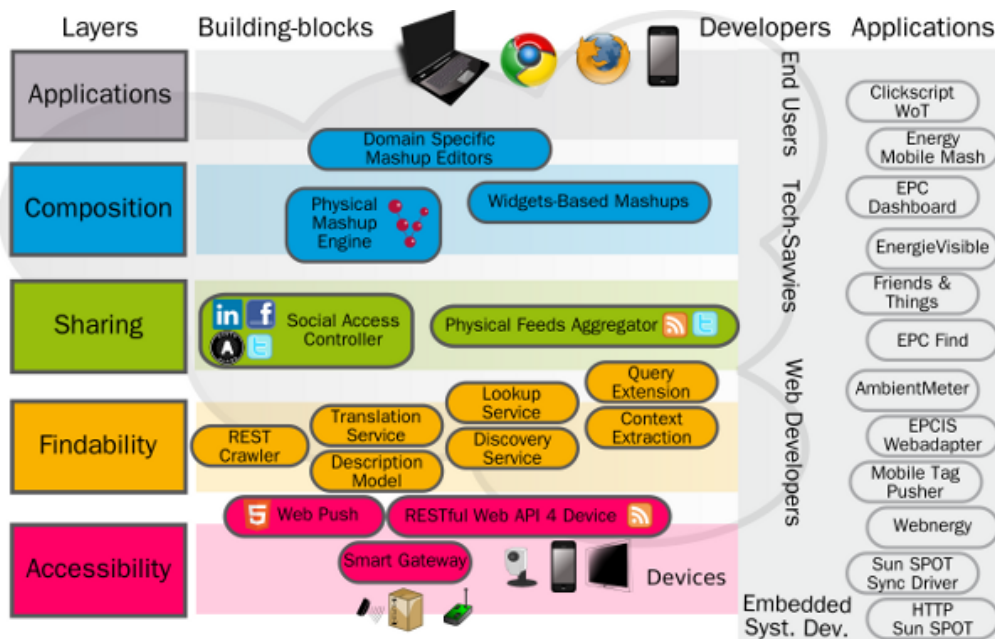 Layers
Building-blocks
Developers
Applications
Applications
Domain Specific
Mashup Editors
End Users
Clickscript
WoT
Energy
Mobile Mash
Composition
Physical
Mashup
Engine
Widgets-Based Mashups
Tech-Savvies
EPC
Dashboard
EnergieVisible
Sharing
in
f
A
t
Social Access
Controller
Physical Feeds Aggregator
t
Friends &
Things
EPC Find
Findability
REST
Crawler
Translation
Service
Description
Model
Lookup
Service
Discovery
Service
Query
Extension
Context
Extraction
Web Developers
AmbientMeter
EPCIS
Webadapter
Mobile Tag
Pusher
Webnergy
Accessibility
5
Web Push
RESTful Web API 4 Device
Smart Gateway
Devices
Embedded
Syst. Dev.
Sun SPOT
Sync Driver
HTTP
Sun SPOT